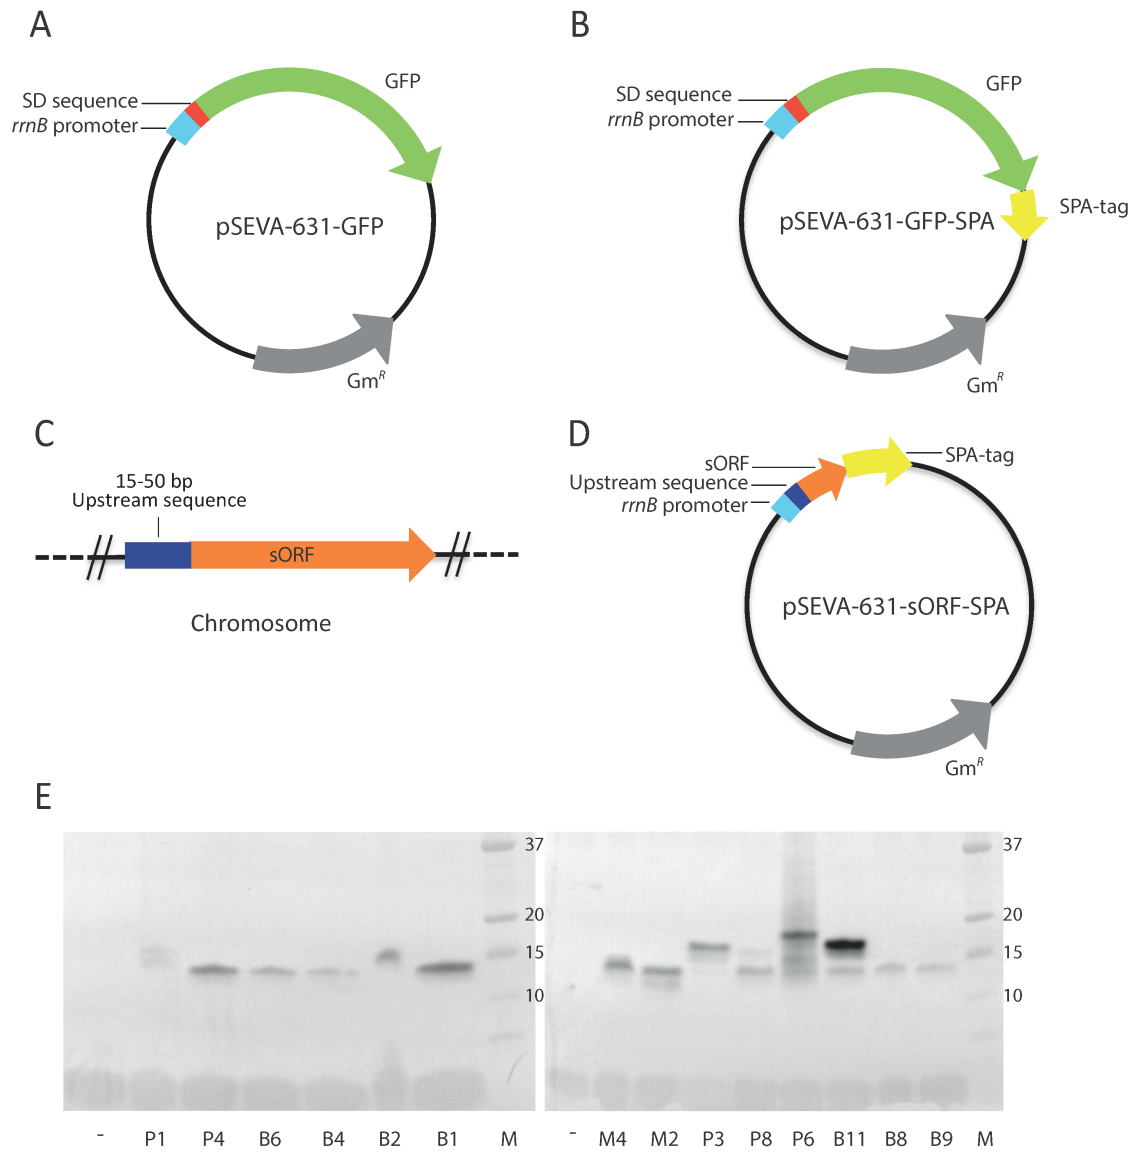 A
GFP
SD sequence
rrnB promoter
pSEVA-631-GFP
Gm^R
B
GFP
SD sequence
rrnB promoter
SPA-tag
pSEVA-631-GFP-SPA
Gm^R
C
15-50 bp
Upstream sequence
sORF
Chromosome
D
sORF
SPA-tag
Upstream sequence
rrnB promoter
pSEVA-631-sORF-SPA
Gm^R
E
37
20
15
10
- P1 P4 B6 B4 B2 B1 M
37
20
15
10
- M4 M2 P3 P8 P6 B11 B8 B9 M